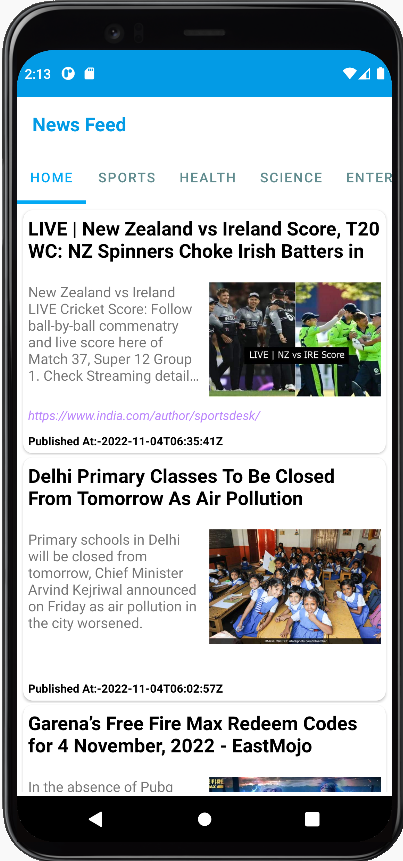 2:13
News Feed
HOME SPORTS HEALTH SCIENCE ENTER
LIVE | New Zealand vs Ireland Score, T20
WC: NZ Spinners Choke Irish Batters in
New Zealand vs Ireland
LIVE Cricket Score: Follow
ball-by-ball commenatry
and live score here of
Match 37, Super 12 Group
1. Check Streaming detail…
LIVE | NZ vs IRE Score
https://www.india.com/author/sportsdesk/
Published At:-2022-11-04T06:35:41Z
Delhi Primary Classes To Be Closed
From Tomorrow As Air Pollution
Primary schools in Delhi
will be closed from
tomorrow, Chief Minister
Arvind Kejriwal announced
on Friday as air pollution in
the city worsened.
Published At:-2022-11-04T06:02:57Z
Garena's Free Fire Max Redeem Codes
for 4 November, 2022 - EastMojo
In the absence of Pubg